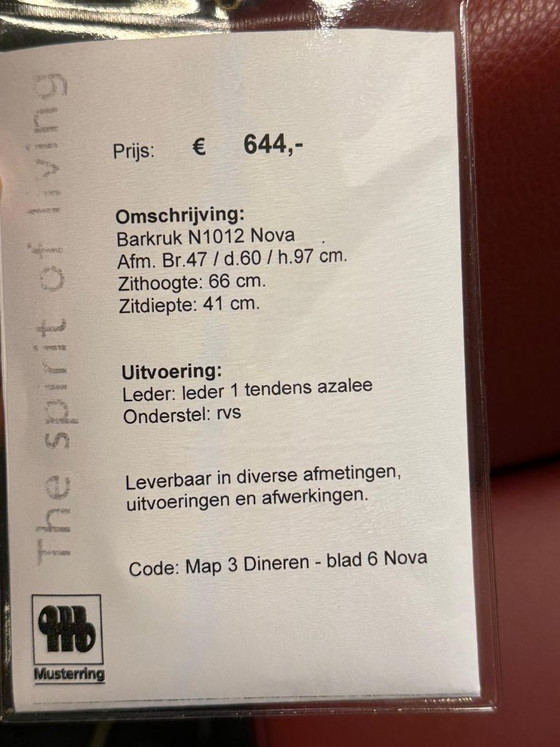 The spirit of living
Prijs: € 644,-
Omschrijving:
Barkruk N1012 Nova
Afm. Br.47 / d.60 / h.97 cm.
Zithoogte: 66 cm.
Zitdiepte: 41 cm.
Uitvoering:
Leder: leder 1 tendens azalee
Onderstel: rvs
Leverbaar in diverse afmetingen,
uitvoeringen en afwerkingen.
Code: Map 3 Dineren - blad 6 Nova
Musterring